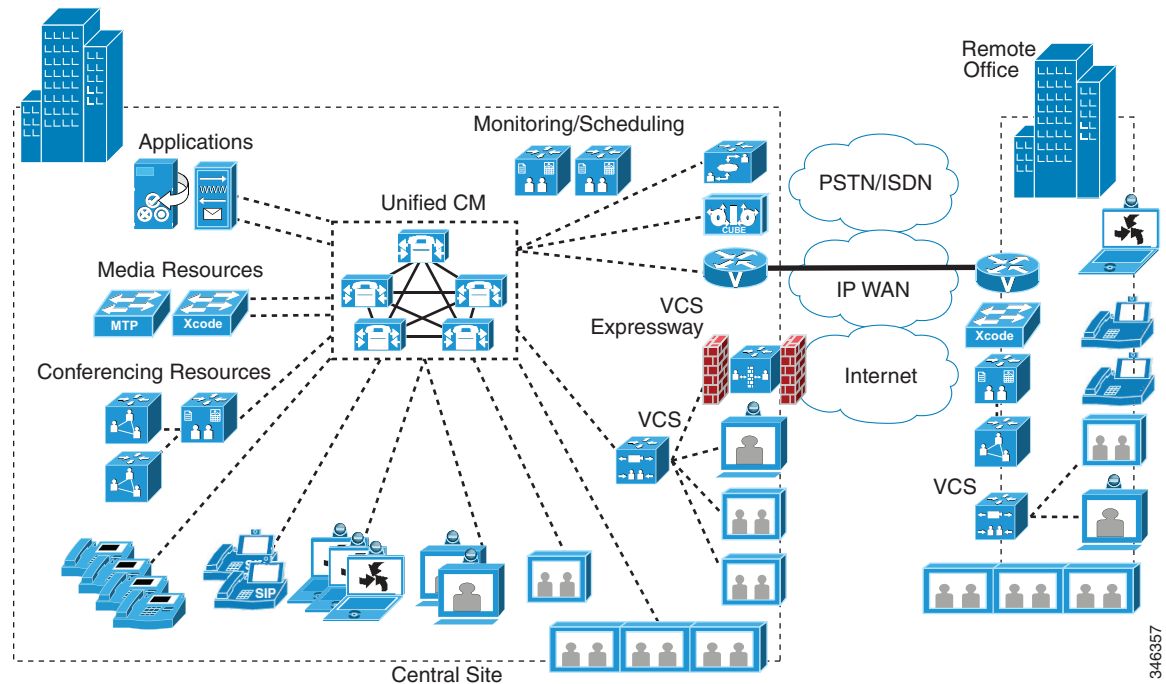 Remote
Office
Monitoring/Scheduling
Applications
PSTN/ISDN
Unified CM
CUBE
Media Resources
MTP
Xcode
V
V
IP WAN
VCS
Expressway
Xcode
Conferencing Resources
Internet
VCS
VCS
SIP
Central Site
346357